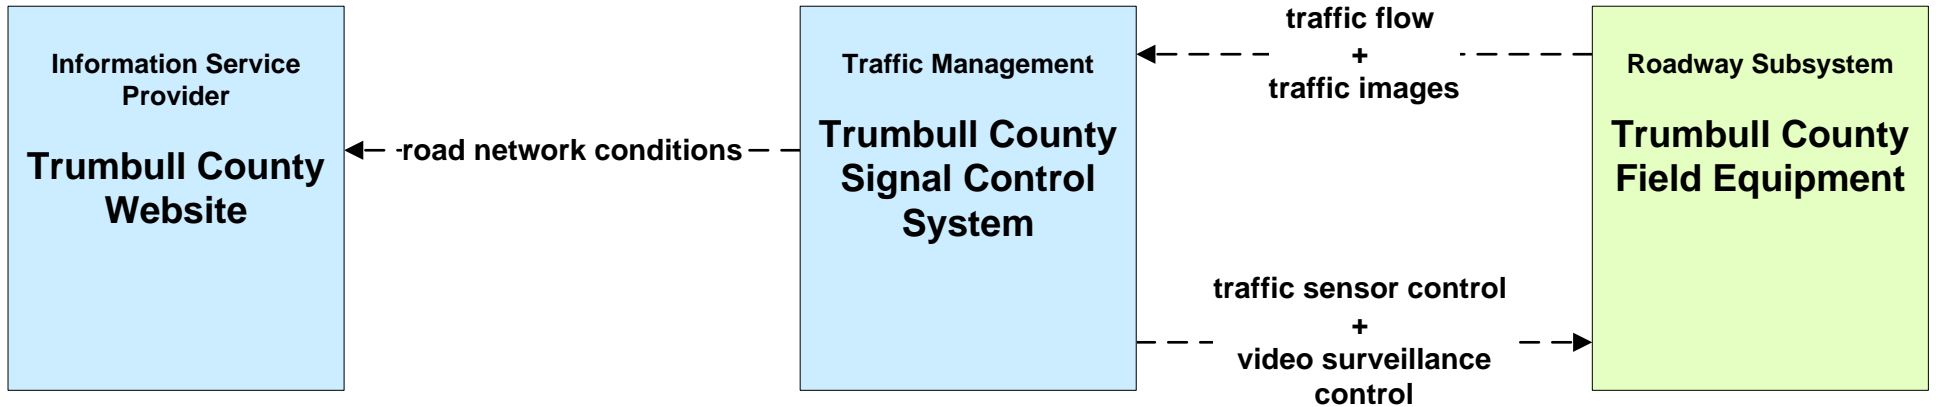 Information Service
Provider
Trumbull County
Website
road network conditions
Traffic Management
Trumbull County
Signal Control
System
traffic flow
+
traffic images
traffic sensor control
+
video surveillance
control
Roadway Subsystem
Trumbull County
Field Equipment